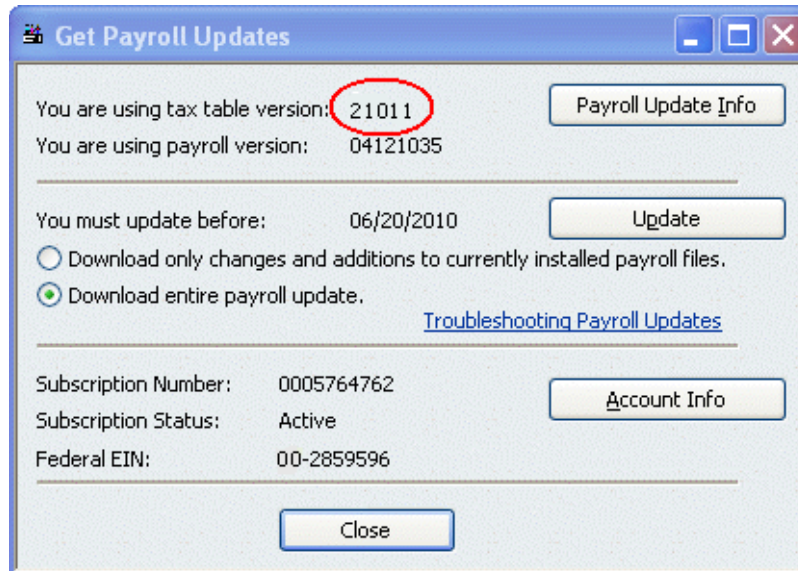 Get Payroll Updates
You are using tax table version: 21011
Payroll Update Info
You are using payroll version: 04121035
You must update before: 06/20/2010
Update
Download only changes and additions to currently installed payroll files.
Download entire payroll update.
Troubleshooting Payroll Updates
Subscription Number: 0005764762
Account Info
Subscription Status: Active
Federal EIN: 00-2859596
Close